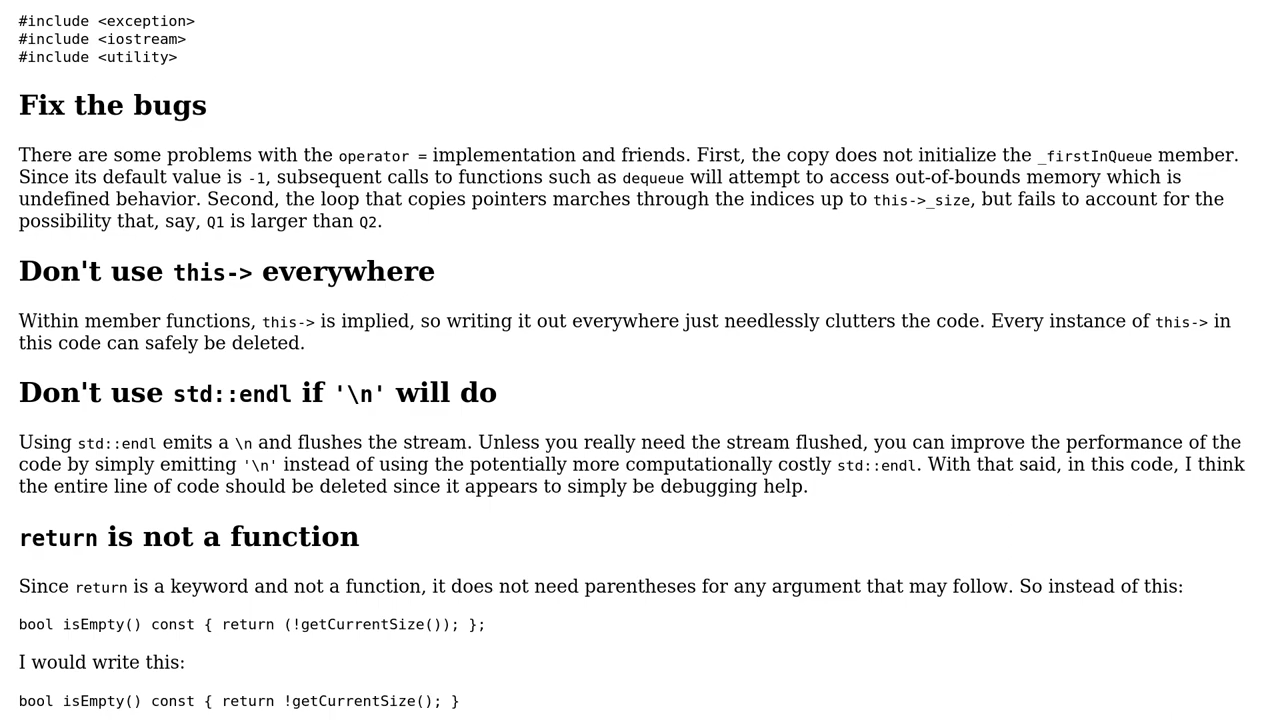 #include <exception>
#include <iostream>
#include <utility>
Fix the bugs
There are some problems with the operator = implementation and friends. First, the copy does not initialize the _firstInQueue member.
Since its default value is -1, subsequent calls to functions such as dequeue will attempt to access out-of-bounds memory which is
undefined behavior. Second, the loop that copies pointers marches through the indices up to this->_size, but fails to account for the
possibility that, say, Q1 is larger than Q2.
Don't use this-> everywhere
Within member functions, this-> is implied, so writing it out everywhere just needlessly clutters the code. Every instance of this-> in
this code can safely be deleted.
Don't use std::endl if '\n' will do
Using std::endl emits a \n and flushes the stream. Unless you really need the stream flushed, you can improve the performance of the
code by simply emitting '\n' instead of using the potentially more computationally costly std::endl. With that said, in this code, I think
the entire line of code should be deleted since it appears to simply be debugging help.
return is not a function
Since return is a keyword and not a function, it does not need parentheses for any argument that may follow. So instead of this:
bool isEmpty() const { return (!getCurrentSize()); };
I would write this:
bool isEmpty() const { return !getCurrentSize(); }